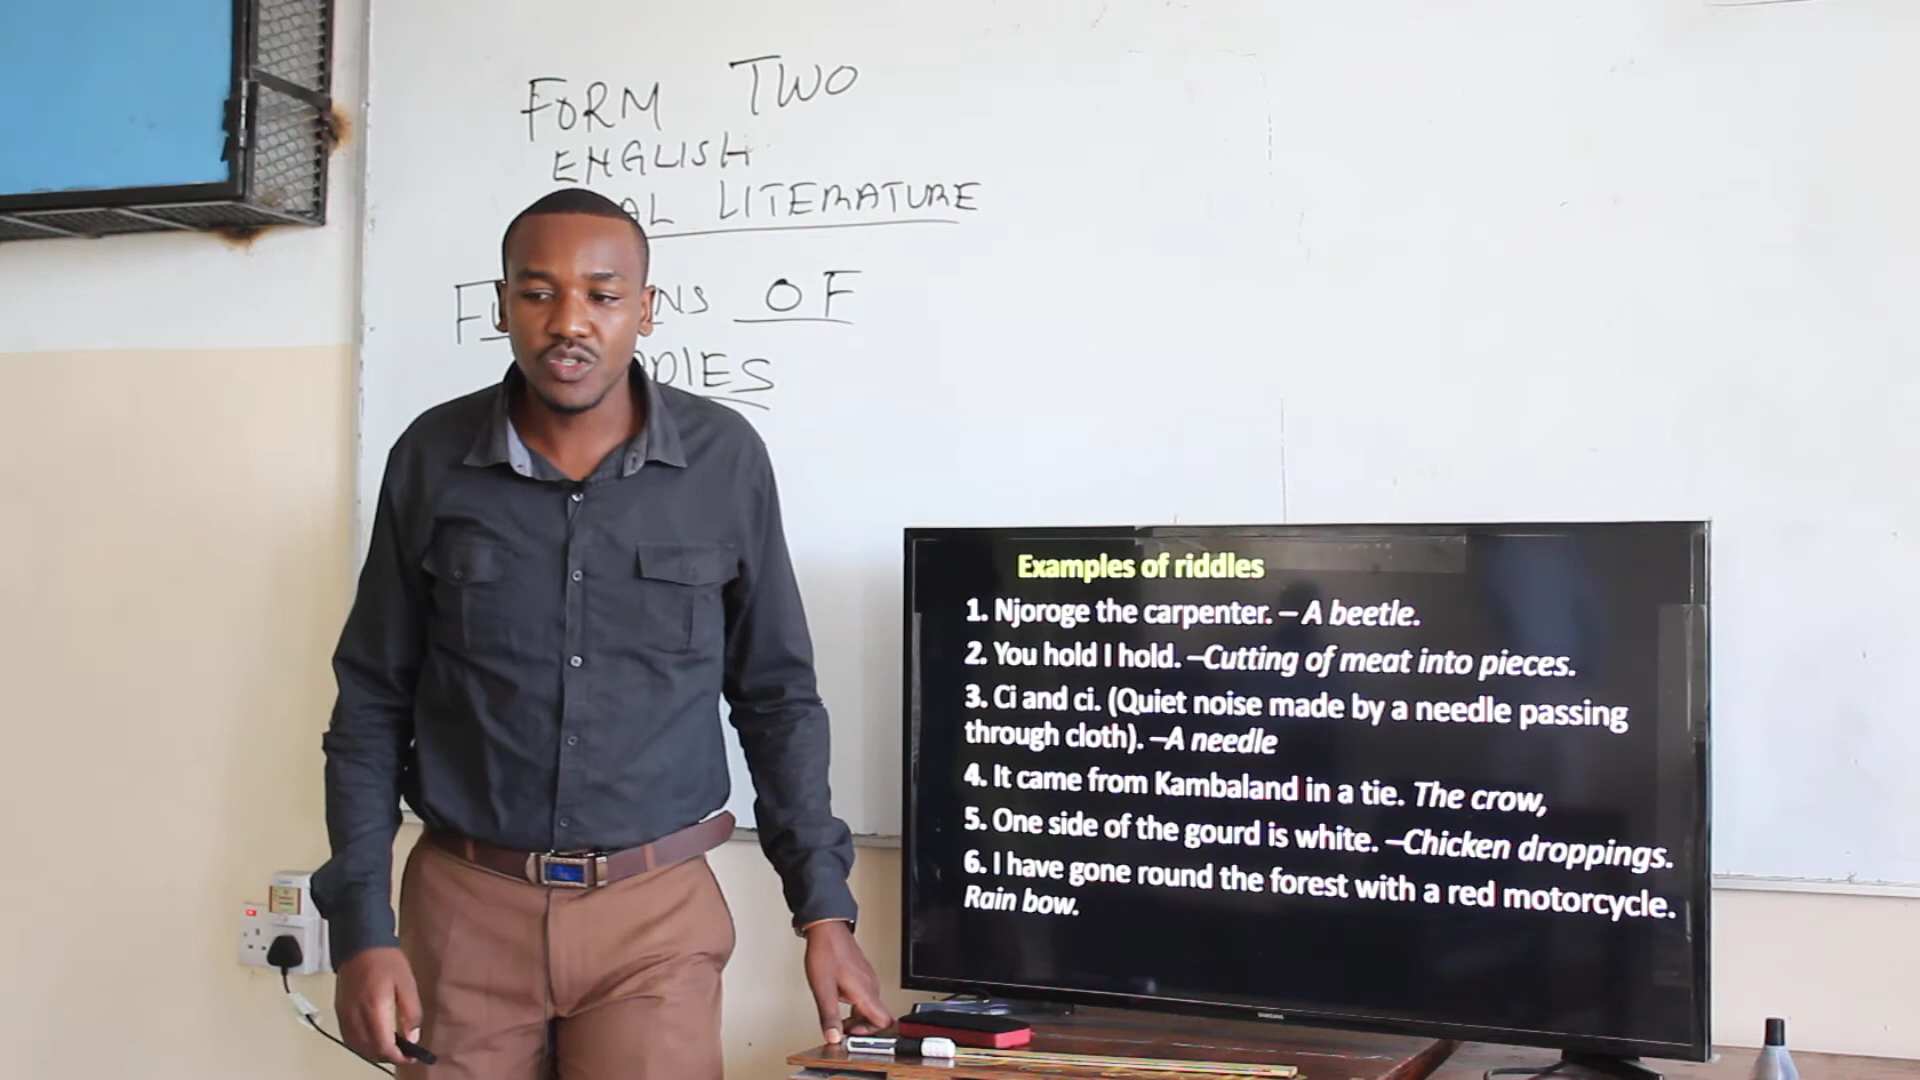 FORM TWO
ENGLISH
LITERATURE
OF
Examples of riddles
1. Njoroge the carpenter. – A beetle.
2. You hold I hold. –Cutting of meat into pieces.
3. Ci and ci. (Quiet noise made by a needle passing
through cloth). –A needle
4. It came from Kambaland in a tie. The crow,
5. One side of the gourd is white. –Chicken droppings.
6. I have gone round the forest with a red motorcycle.
Rain bow.
SAMSUNG